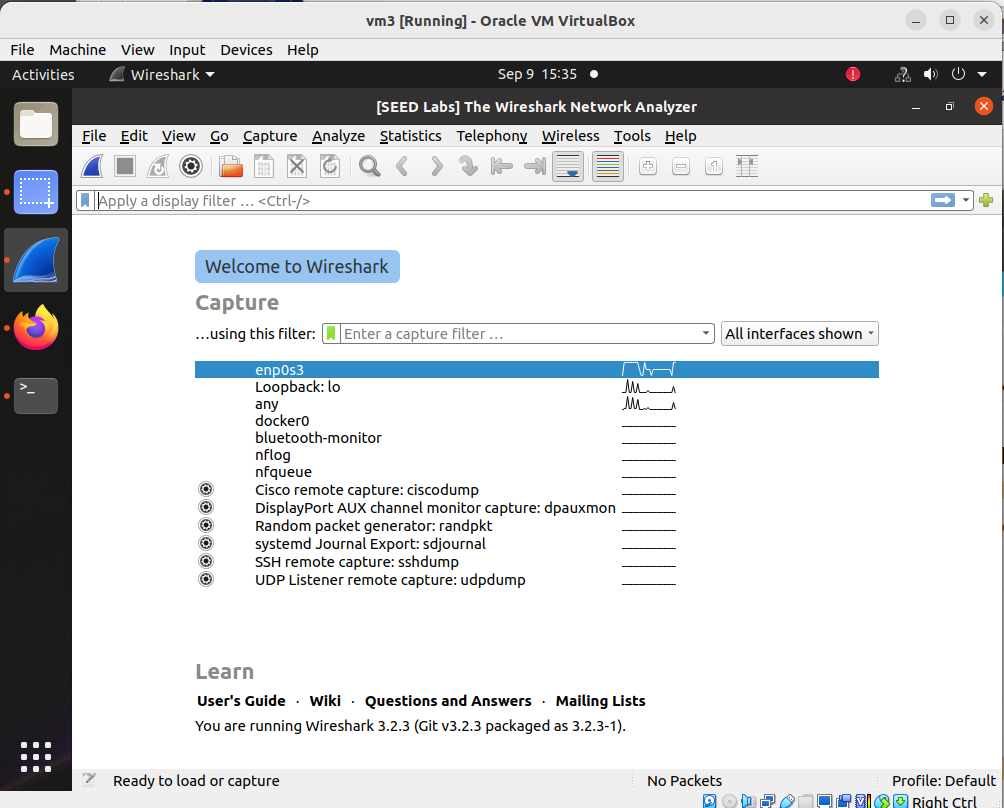 vm3 [Running] - Oracle VM VirtualBox
File Machine View Input Devices Help
Activities Wireshark Sep 9 15:35
[SEED Labs] The Wireshark Network Analyzer
File Edit View Go Capture Analyze Statistics Telephony Wireless Tools Help
Apply a display filter … <Ctrl-/>
Welcome to Wireshark
Capture
…using this filter: Enter a capture filter … All interfaces shown
enp0s3
Loopback: lo
any
docker0
bluetooth-monitor
nflog
nfqueue
Cisco remote capture: ciscodump
DisplayPort AUX channel monitor capture: dpauxmon
Random packet generator: randpkt
systemd Journal Export: sdjournal
SSH remote capture: sshdump
UDP Listener remote capture: udpdump
Learn
User's Guide · Wiki · Questions and Answers · Mailing Lists
You are running Wireshark 3.2.3 (Git v3.2.3 packaged as 3.2.3-1).
Ready to load or capture No Packets Profile: Default
Right Ctrl